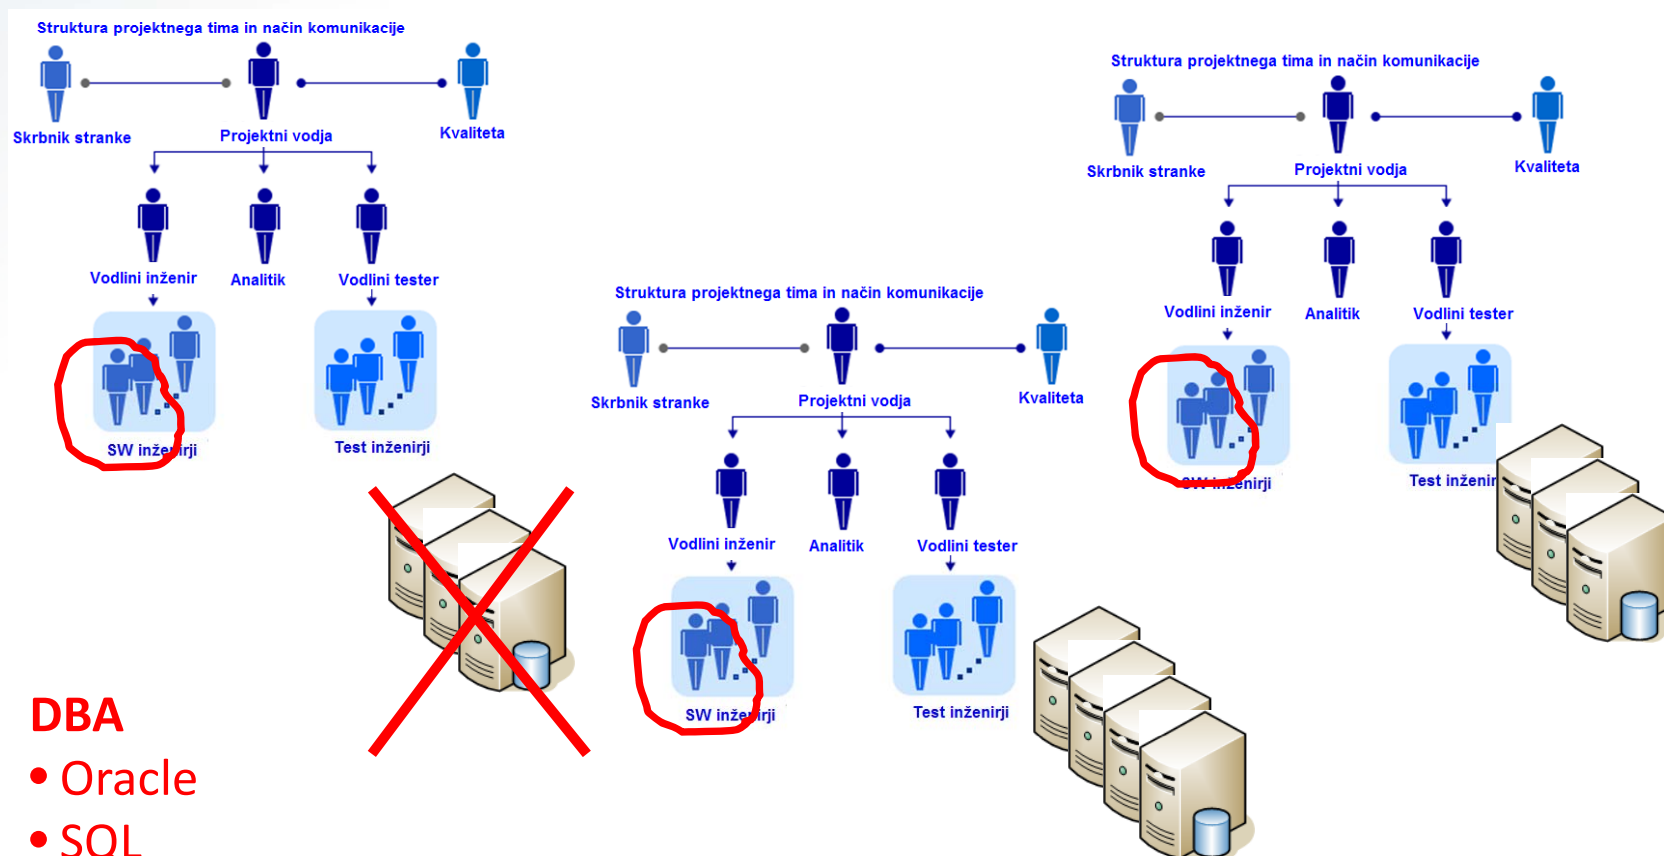 Struktura projektnega tima in način komunikacije
Skrbnik stranke
Projektni vodja
Kvaliteta
Vodlini inženir
Analitik
Vodlini tester
SW inženirji
Test inženirji
Struktura projektnega tima in način komunikacije
Skrbnik stranke
Projektni vodja
Kvaliteta
Vodlini inženir
Analitik
Vodlini tester
SW inženirji
Test inženirji
Struktura projektnega tima in način komunikacije
Skrbnik stranke
Projektni vodja
Kvaliteta
Vodlini inženir
Analitik
Vodlini tester
SW inženirji
Test inženir
DBA
• Oracle
• SQL